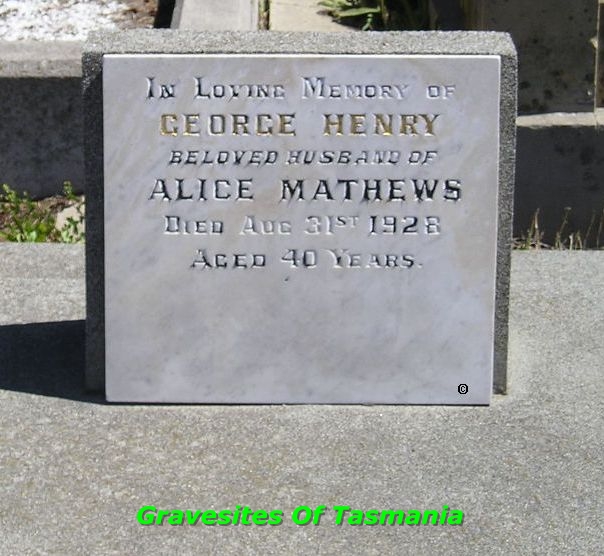 In Loving Memory of
GEORGE HENRY
BELOVED HUSBAND OF
ALICE MATHEWS
Died Aug 31st 1928
Aged 40 Years.
©
Gravesites Of Tasmania